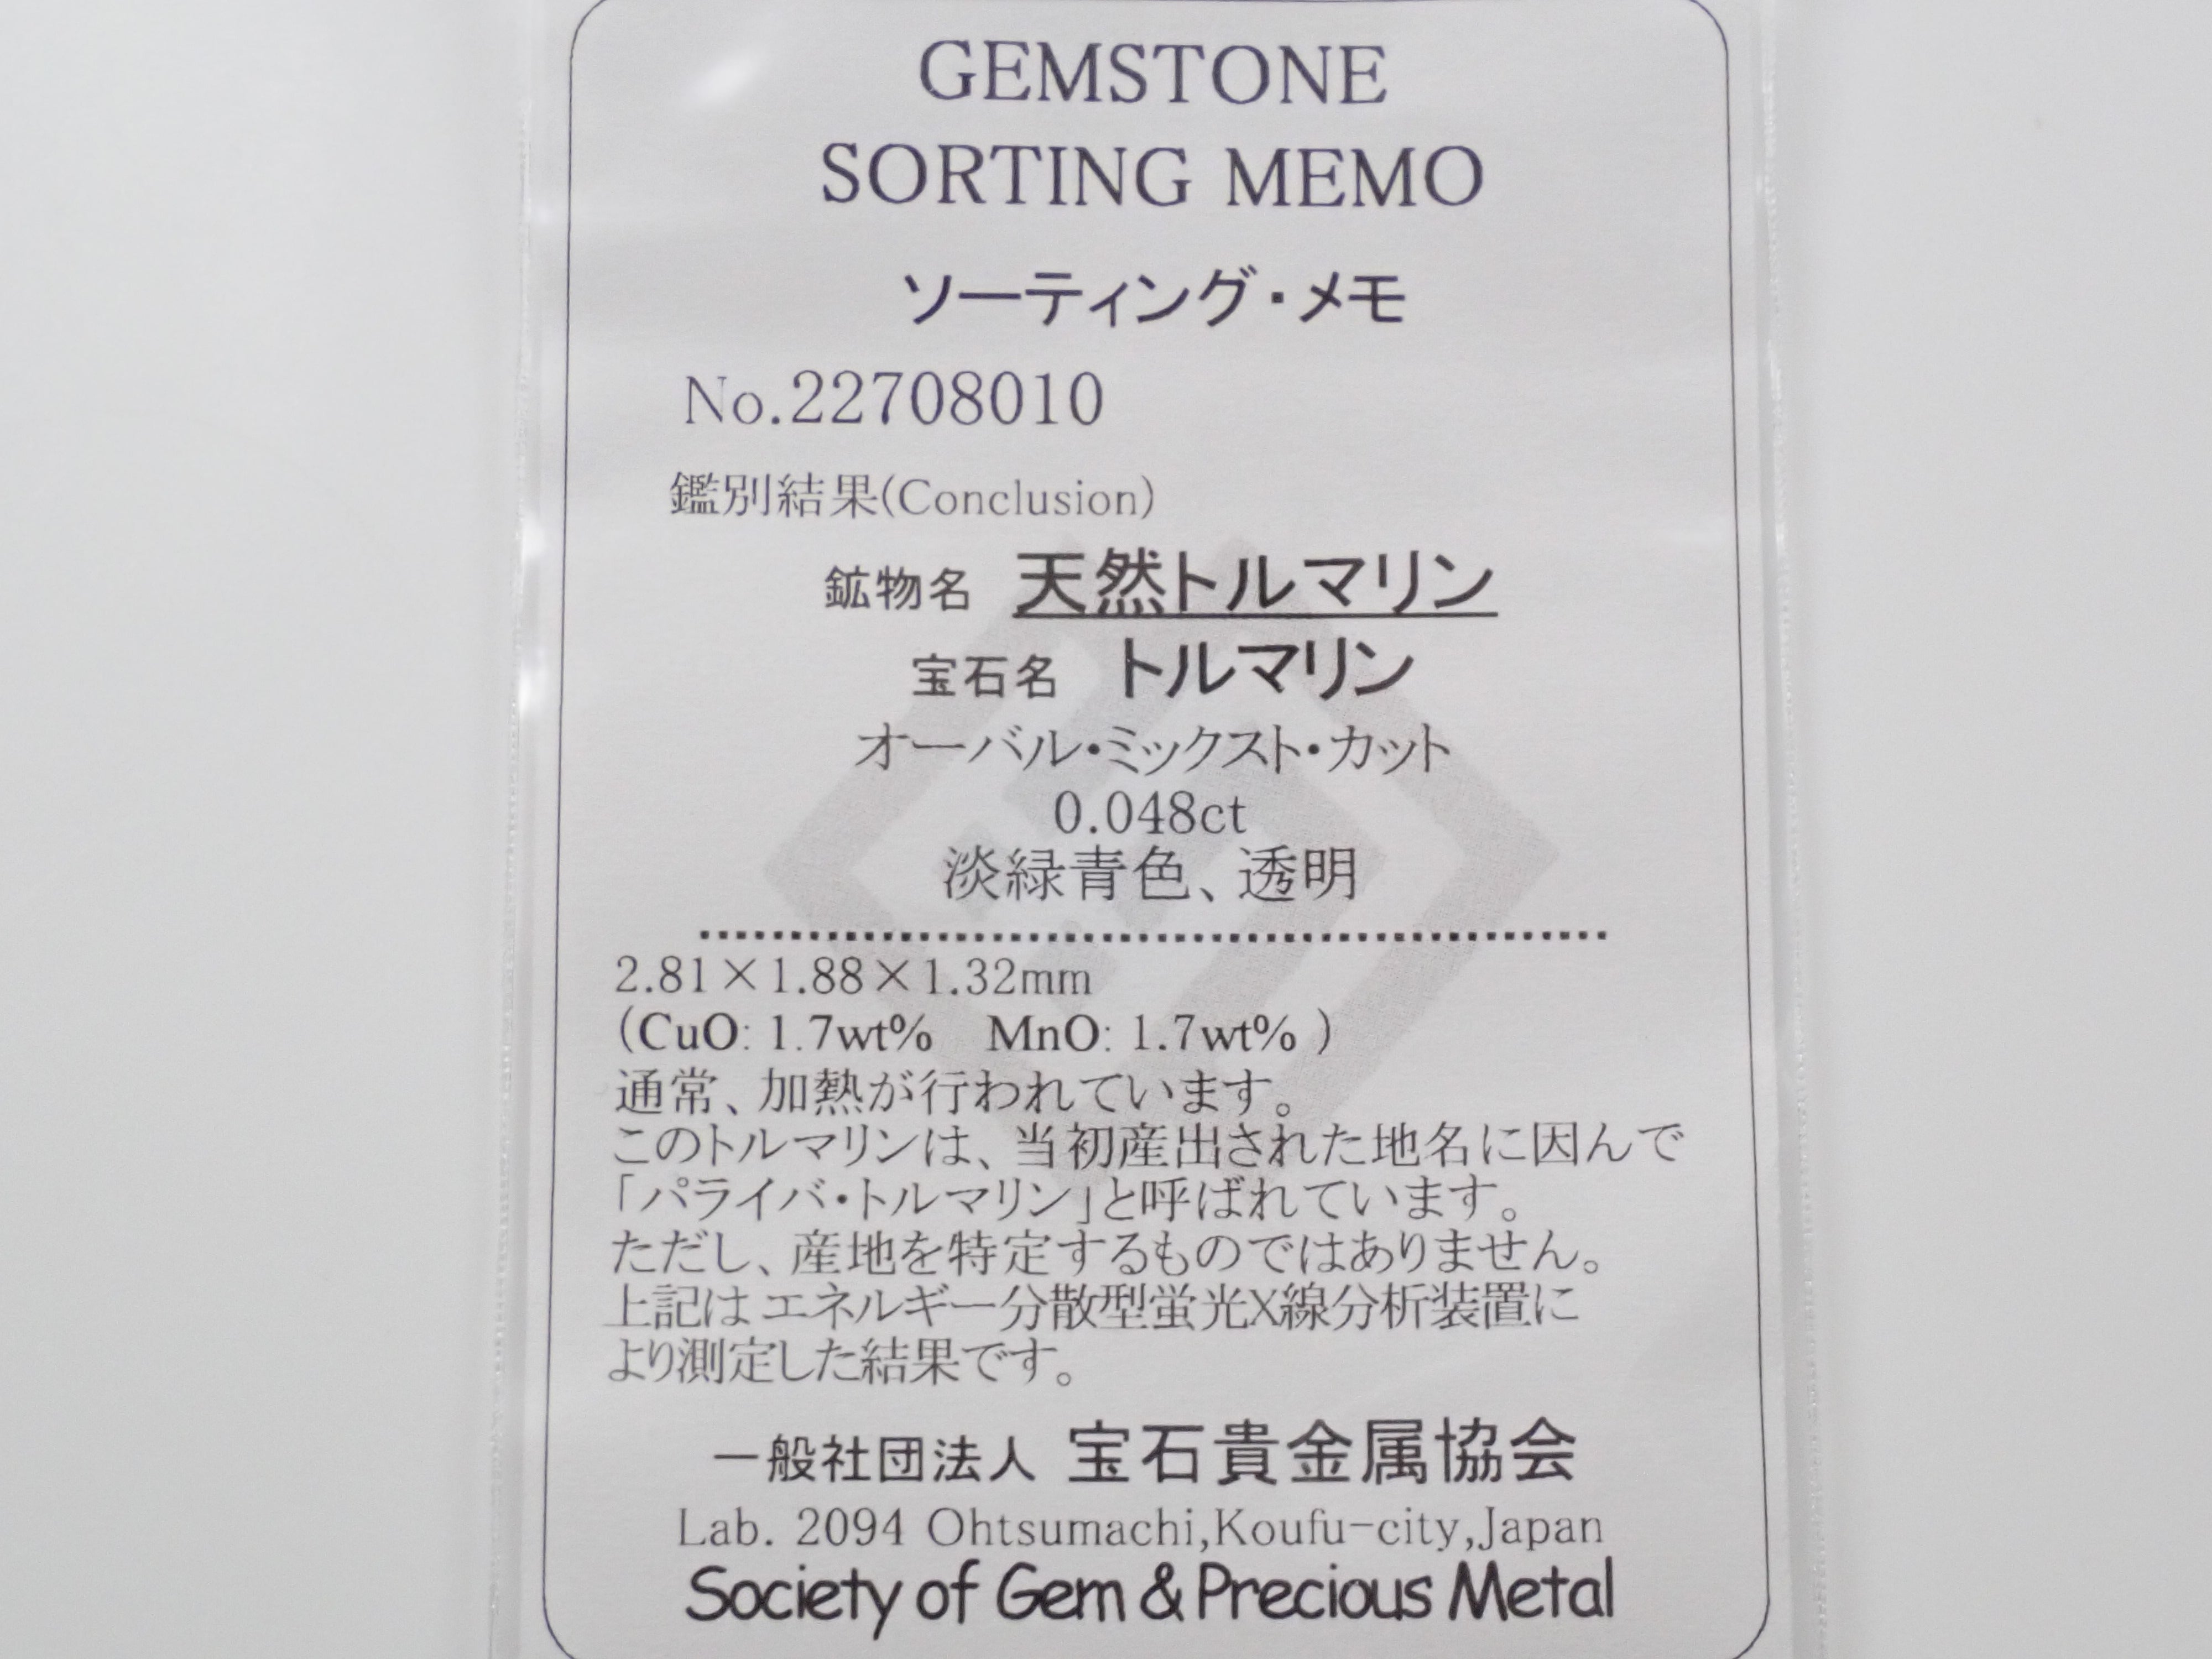 GEMSTONE
SORTING MEMO
ソーティング・メモ
No.22708010
鑑別結果(Conclusion)
鉱物名 天然トルマリン
宝石名 トルマリン
オーバル・ミックスト・カット
0.048ct
淡緑青色、透明
2.81×1.88×1.32mm
(CuO: 1.7wt% MnO: 1.7wt% )
通常、加熱が行われています。
このトルマリンは、当初産出された地名に因んで
「パライバ・トルマリン」と呼ばれています。
ただし、産地を特定するものではありません。
上記は エネルギー分散型蛍光X線分析装置に
より測定した結果です。
一般社団法人 宝石貴金属協会
Lab. 2094 Ohtsumachi,Koufu-city,Japan
Society of Gem & Precious Metal